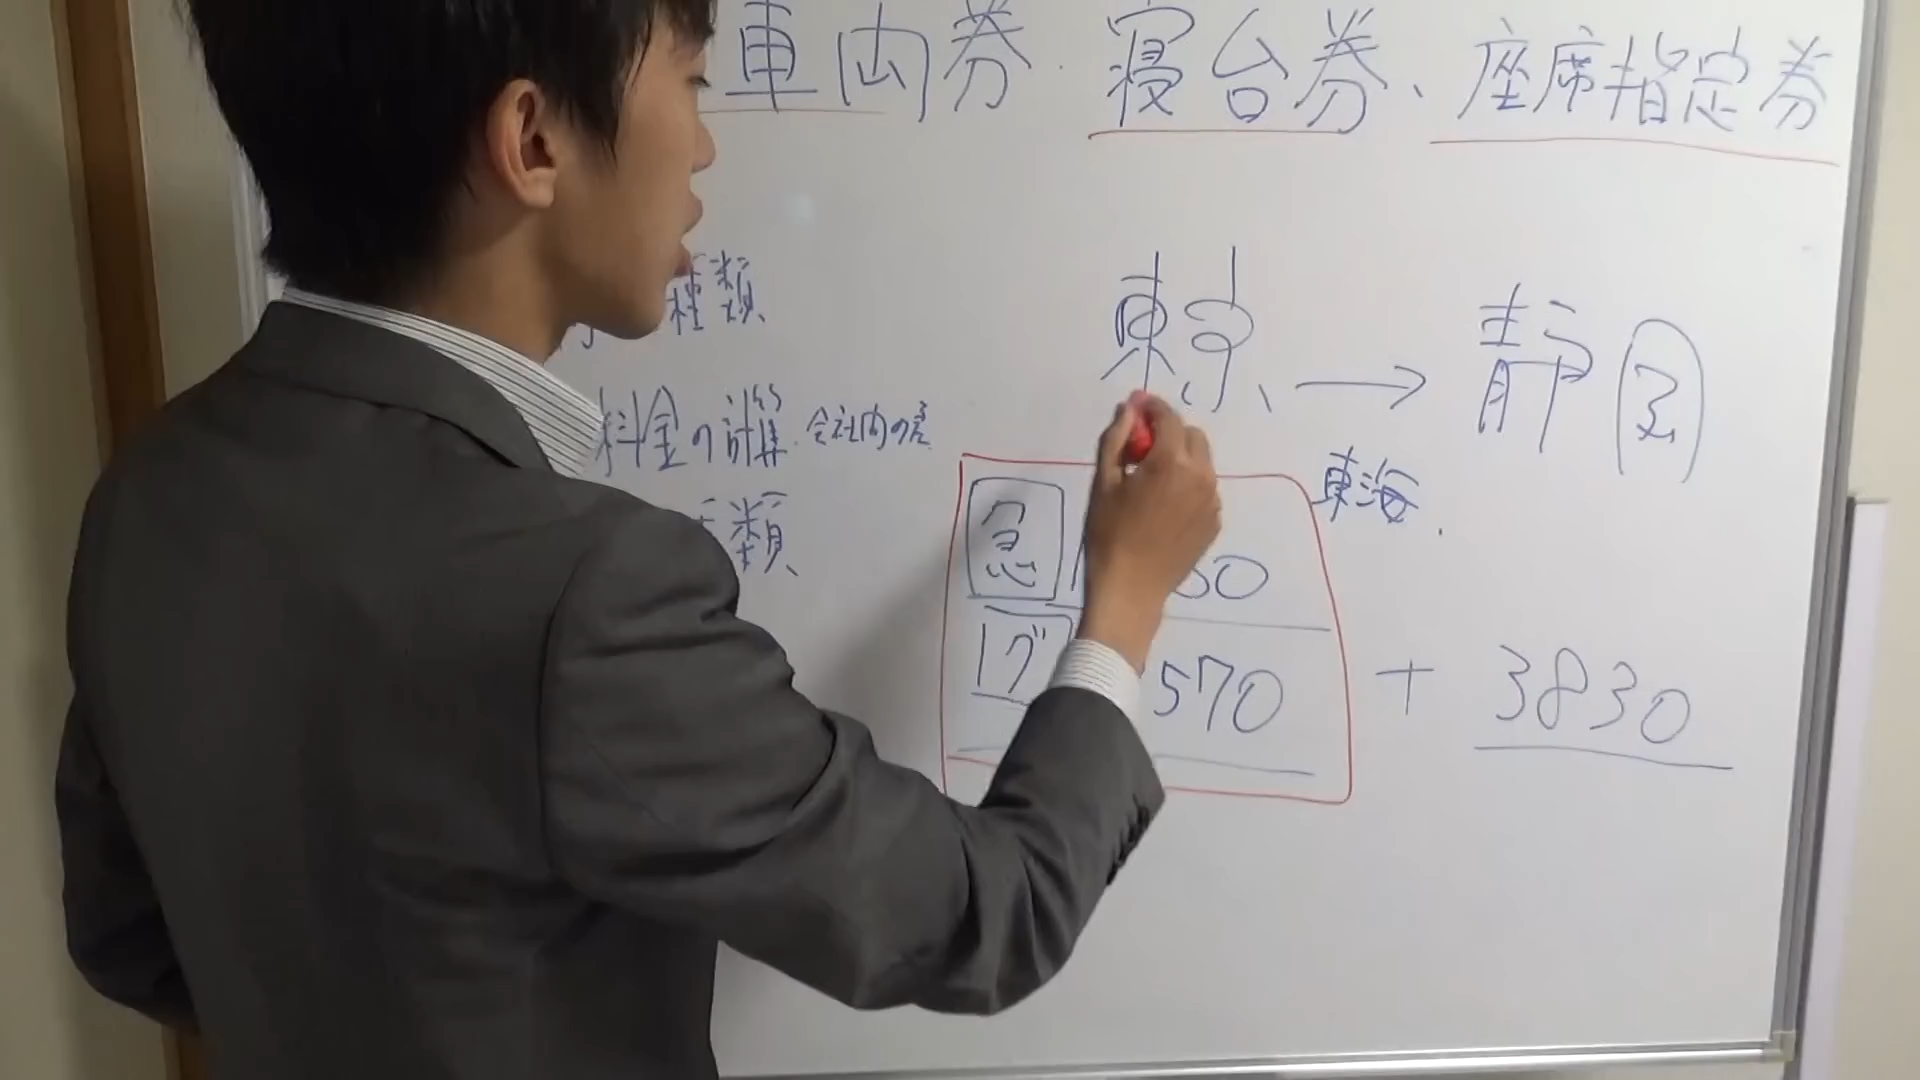 車両券 寝台券、座席指定券
種類、
料金の計算 会社内の差
類、
東京 → 静岡
東海
急
グ 570 + 3830